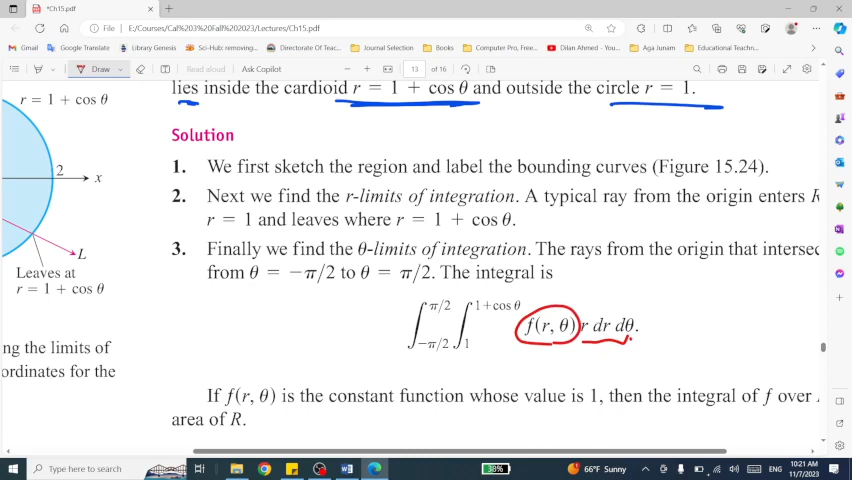 *Ch15.pdf
File | E:/Courses/Cal%203%20Fall%202023/Lectures/Ch15.pdf
Gmail Google Translate Library Genesis Sci-Hub: removing... Directorate Of Teac... Journal Selection Books Computer Pro, Free... Dilan Ahmed - Goo... Aga Junam Educational Teachn...
Draw Read aloud Ask Copilot 13 of 16
lies inside the cardioid r = 1 + cos θ and outside the circle r = 1.
r = 1 + cos θ
Solution
1. We first sketch the region and label the bounding curves (Figure 15.24).
2
x
2. Next we find the r-limits of integration. A typical ray from the origin enters R
r = 1 and leaves where r = 1 + cos θ.
3. Finally we find the θ-limits of integration. The rays from the origin that intersec
from θ = −π/2 to θ = π/2. The integral is
L
Leaves at
r = 1 + cos θ
∫_{−π/2}^{π/2} ∫_{1}^{1+cos θ} f(r, θ) r dr dθ.
ng the limits of
ordinates for the
If f(r, θ) is the constant function whose value is 1, then the integral of f over
area of R.
Type here to search 38% 66°F Sunny ENG 10:21 AM
11/7/2023